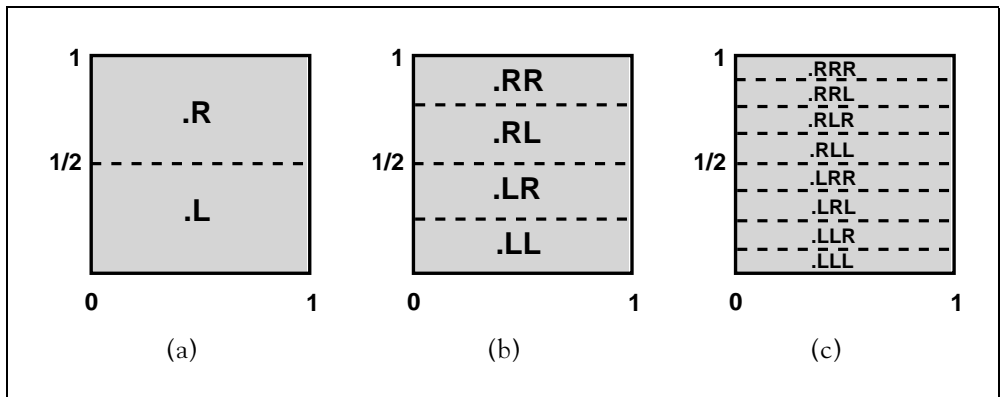 1
.R
1/2
.L
0 1
(a)
1
.RR
.RL
1/2
.LR
.LL
0 1
(b)
1
.RRR
.RRL
.RLR
.RLL
1/2
.LRR
.LRL
.LLR
.LLL
0 1
(c)